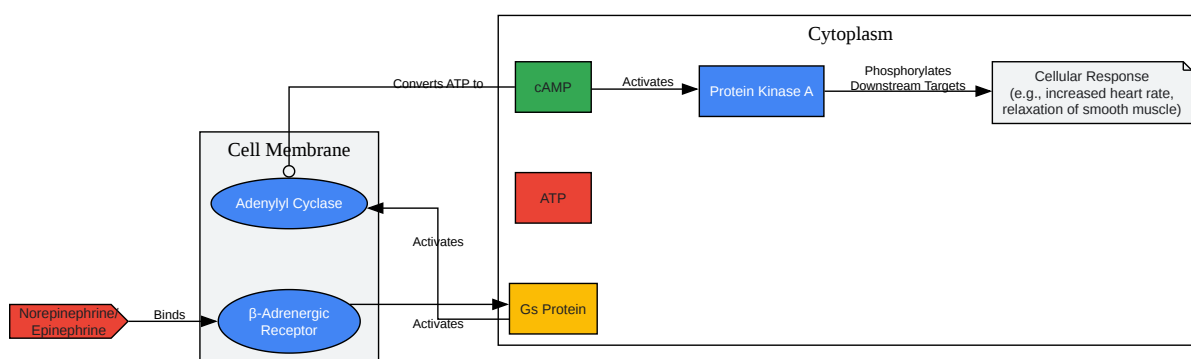 Cytoplasm
Converts ATP to
cAMP
Activates
Protein Kinase A
Phosphorylates
Downstream Targets
Cellular Response
(e.g., increased heart rate,
relaxation of smooth muscle)
Cell Membrane
Adenylyl Cyclase
ATP
Activates
Norepinephrine/
Epinephrine
Binds
β-Adrenergic
Receptor
Activates
Gs Protein